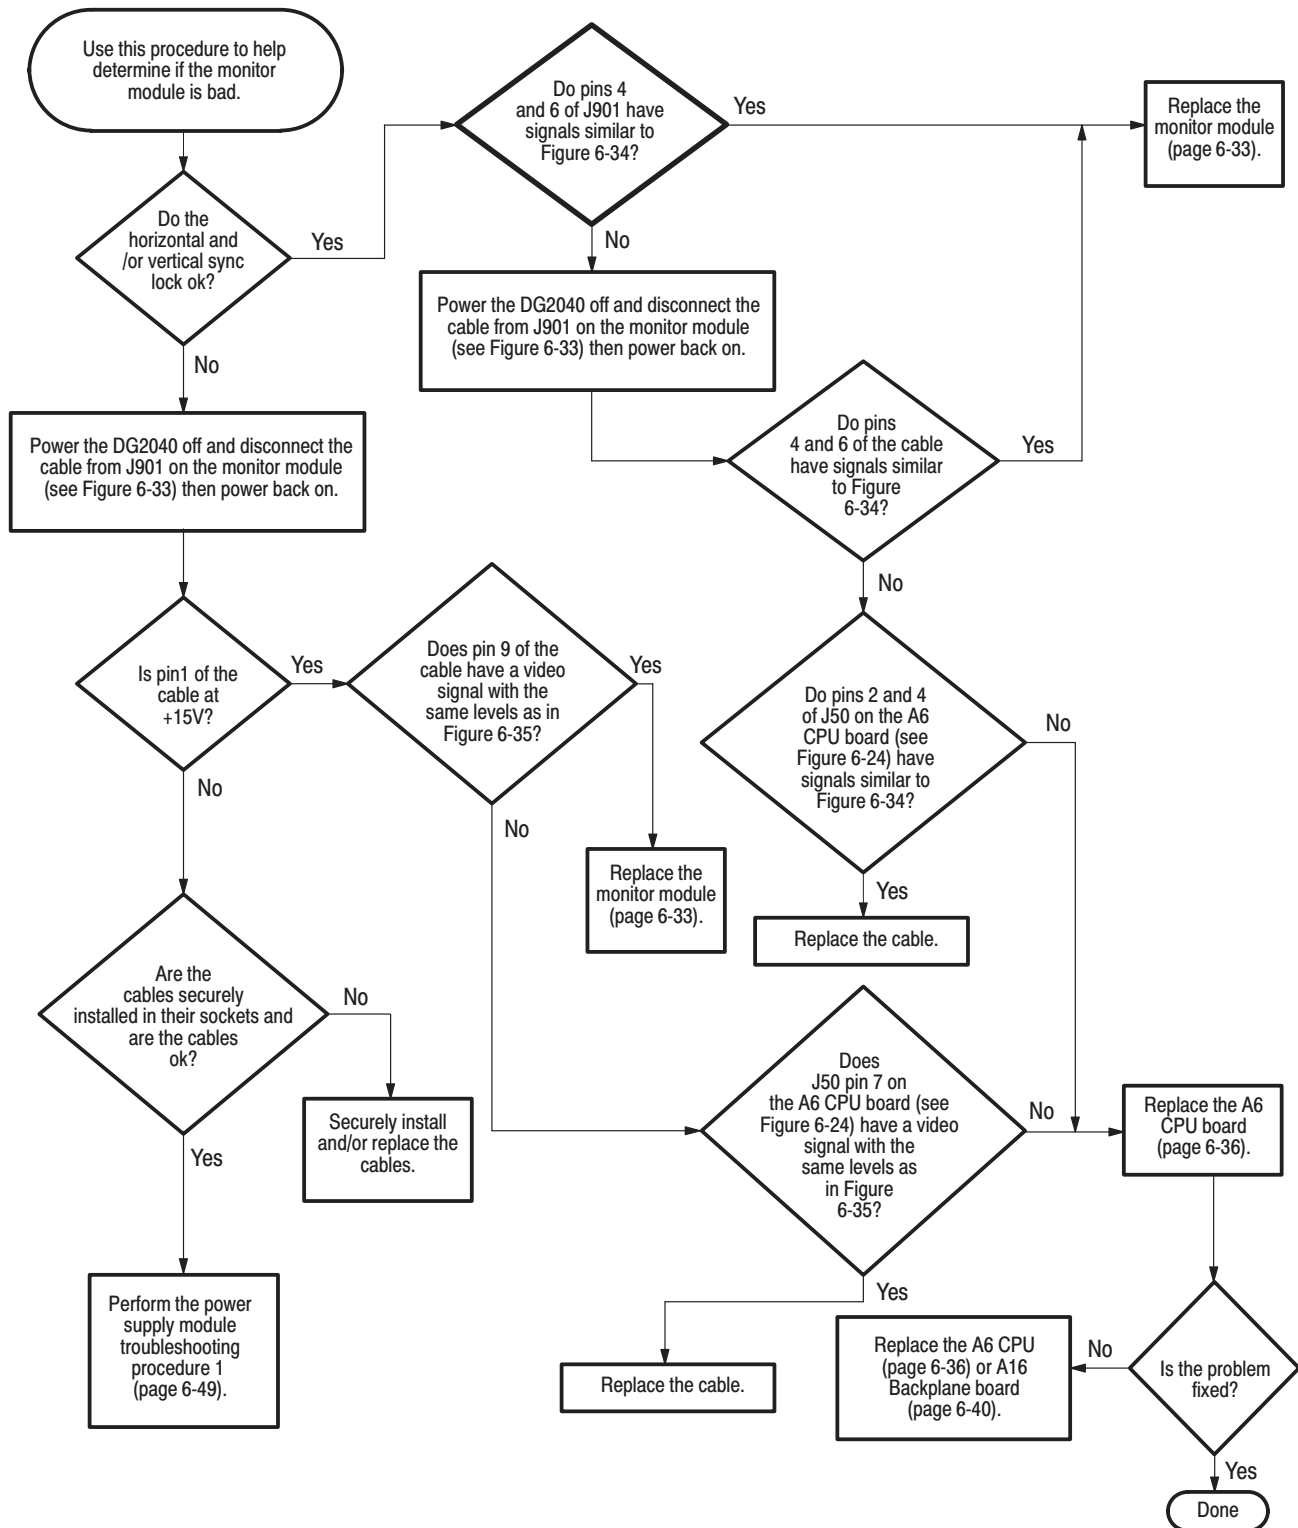 Use this procedure to help
determine if the monitor
module is bad.
Do the
horizontal and
/or vertical sync
lock ok?
Yes
No
Do pins 4
and 6 of J901 have
signals similar to
Figure 6-34?
Yes
No
Replace the
monitor module
(page 6-33).
Power the DG2040 off and disconnect the
cable from J901 on the monitor module
(see Figure 6-33) then power back on.
Do pins
4 and 6 of the cable
have signals similar
to Figure
6-34?
Yes
No
Power the DG2040 off and disconnect the
cable from J901 on the monitor module
(see Figure 6-33) then power back on.
Is pin1 of the
cable at
+15V?
Yes
No
Does pin 9 of the
cable have a video
signal with the
same levels as in
Figure 6-35?
Yes
No
Replace the
monitor module
(page 6-33).
Do pins 2 and 4
of J50 on the A6
CPU board (see
Figure 6-24) have
signals similar to
Figure 6-34?
No
Yes
Replace the cable.
Are the
cables securely
installed in their sockets and
are the cables
ok?
No
Yes
Securely install
and/or replace the
cables.
Perform the power
supply module
troubleshooting
procedure 1
(page 6-49).
Does
J50 pin 7 on
the A6 CPU board (see
Figure 6-24) have a video
signal with the
same levels as
in Figure
6-35?
No
Yes
Replace the cable.
Replace the A6
CPU board
(page 6-36).
Is the problem
fixed?
No
Yes
Replace the A6 CPU
(page 6-36) or A16
Backplane board
(page 6-40).
Done